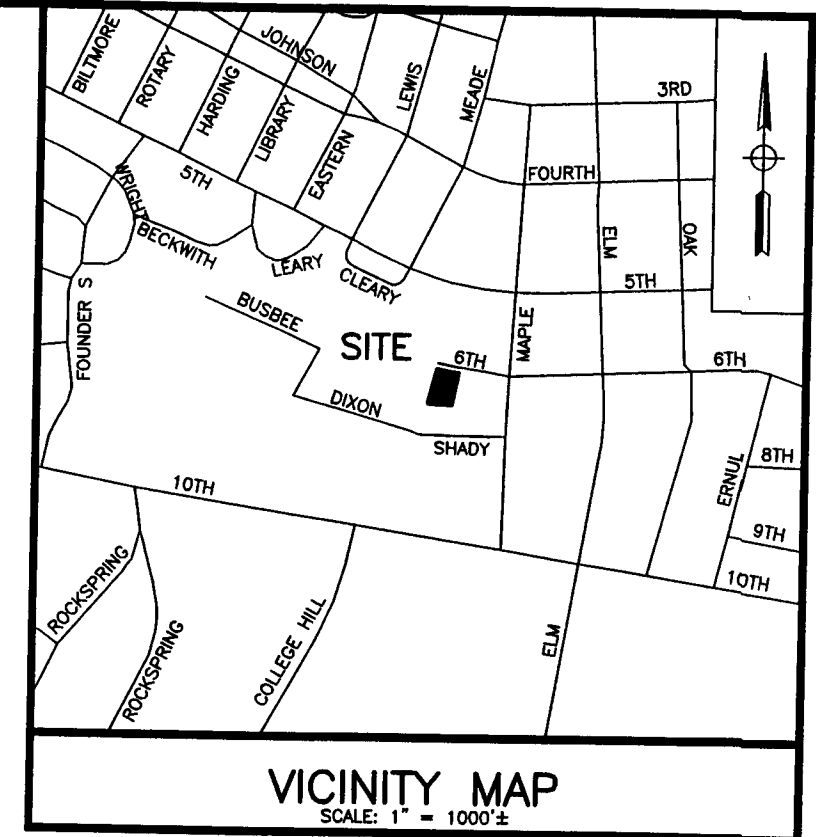 BILTMORE
ROTARY
HARDING
JOHNSON
LIBRARY
EASTERN
LEWIS
MEADE
3RD
FOURTH
WRIGHT
5TH
BECKWITH
LEARY
CLEARY
ELM
OAK
5TH
FOUNDER S
BUSBEE
SITE
6TH
MAPLE
6TH
DIXON
SHADY
ERNUL
8TH
10TH
9TH
10TH
ROCKSPRING
ROCKSPRING
COLLEGE HILL
ELM
VICINITY MAP
SCALE: 1" = 1000'±